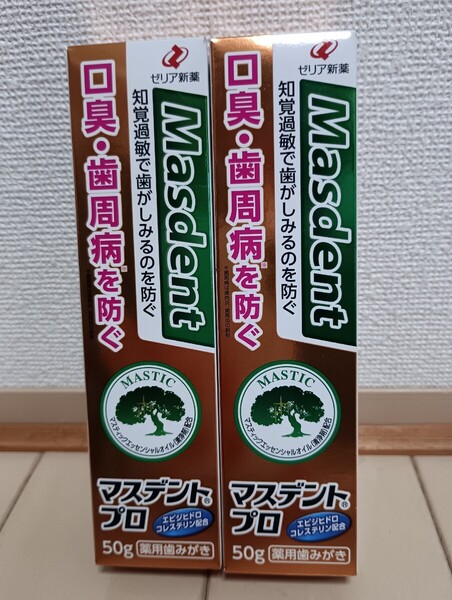 ゼリア新薬
Masdent
知覚過敏で歯がしみるのを防ぐ
口臭・歯周病※を防ぐ
MASTIC
マスティックエッセンシャルオイル(清浄剤)配合
マスデント®
プロ
エピジヒドロ
コレステリン配合
50g 薬用歯みがき
ゼリア新薬
Masdent
知覚過敏で歯がしみるのを防ぐ
口臭・歯周病※を防ぐ
MASTIC
マスティックエッセンシャルオイル(清浄剤)配合
マスデント®
プロ
エピジヒドロ
コレステリン配合
50g 薬用歯みがき